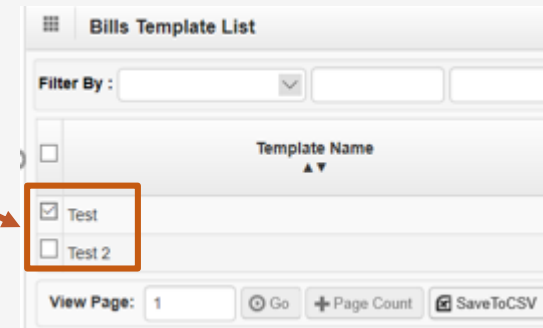 Bills Template List
Filter By :
Template Name
▲▼
Test
Test 2
View Page: 1 Go Page Count SaveToCSV